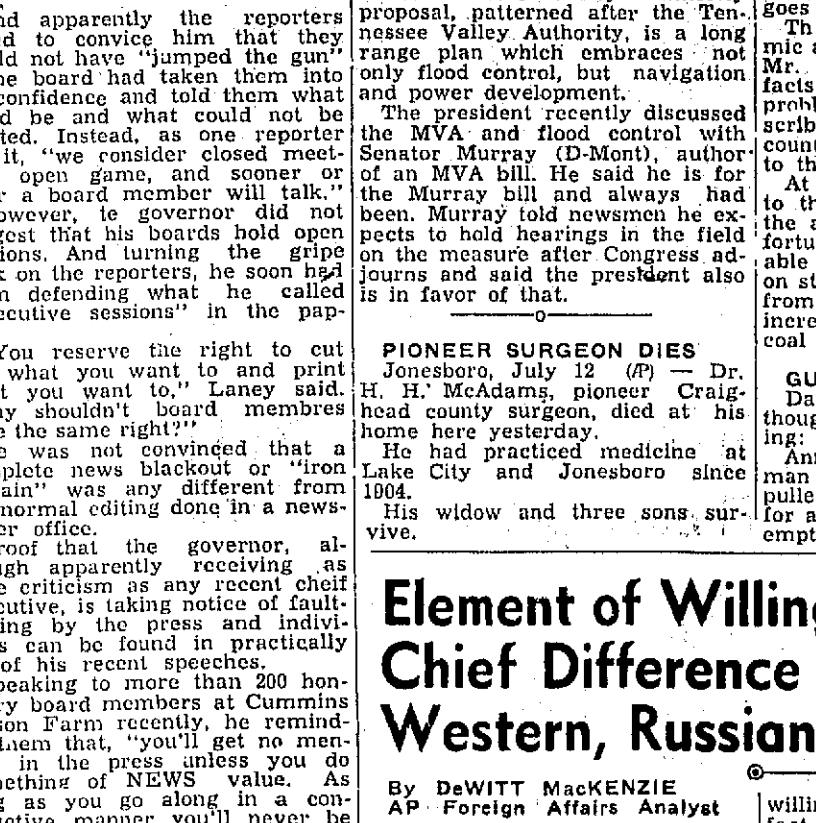 nd apparently the reporters
d to convice him that they
ld not have "jumped the gun"
he board had taken them into
confidence and told them what
d be and what could not be
ted. Instead, as one reporter
it, "we consider closed meet-
open game, and sooner or
r a board member will talk."
owever, te governor did not
gest that his boards hold open
ions. And turning the gripe
k on the reporters, he soon had
n defending what he called
ecutive sessions" in the pap-
You reserve the right to cut
what you want to and print
t you want to," Laney said.
hy shouldn't board membres
e the same right?"
e was not convinced that a
mplete news blackout or "iron
ain" was any different from
normal editing done in a news-
er office.
roof that the governor, al-
ugh apparently receiving as
e criticism as any recent cheif
cutive, is taking notice of fault-
ing by the press and indivi-
s can be found in practically
of his recent speeches.
peaking to more than 200 hon-
ry board members at Cummins
son Farm recently, he remind-
them that, "you'll get no men-
in the press unless you do
mething of NEWS value. As
g as you go along in a con-
ctive manner you'll never be
proposal, patterned after the Ten-
nessee Valley Authority, is a long
range plan which embraces not
only flood control, but navigation
and power development.
The president recently discussed
the MVA and flood control with
Senator Murray (D-Mont), author
of an MVA bill. He said he is for
the Murray bill and always had
been. Murray told newsmen he ex-
pects to hold hearings in the field
on the measure after Congress ad-
journs and said the president also
is in favor of that.
PIONEER SURGEON DIES
Jonesboro, July 12 (AP) — Dr.
H. H. McAdams, pioneer Craig-
head county surgeon, died at his
home here yesterday.
He had practiced medicine at
Lake City and Jonesboro since
1904.
His widow and three sons sur-
vive.
Element of Willing
Chief Difference
Western, Russian
By DeWITT MacKENZIE
AP Foreign Affairs Analyst
goes
Th
mic a
Mr.
facts
probl
scrib
count
to th
At
to th
the a
fortu
able
on st
from
incre
coal
GU
Da
thoug
ing:
Ann
man
pulle
for a
empt
willin